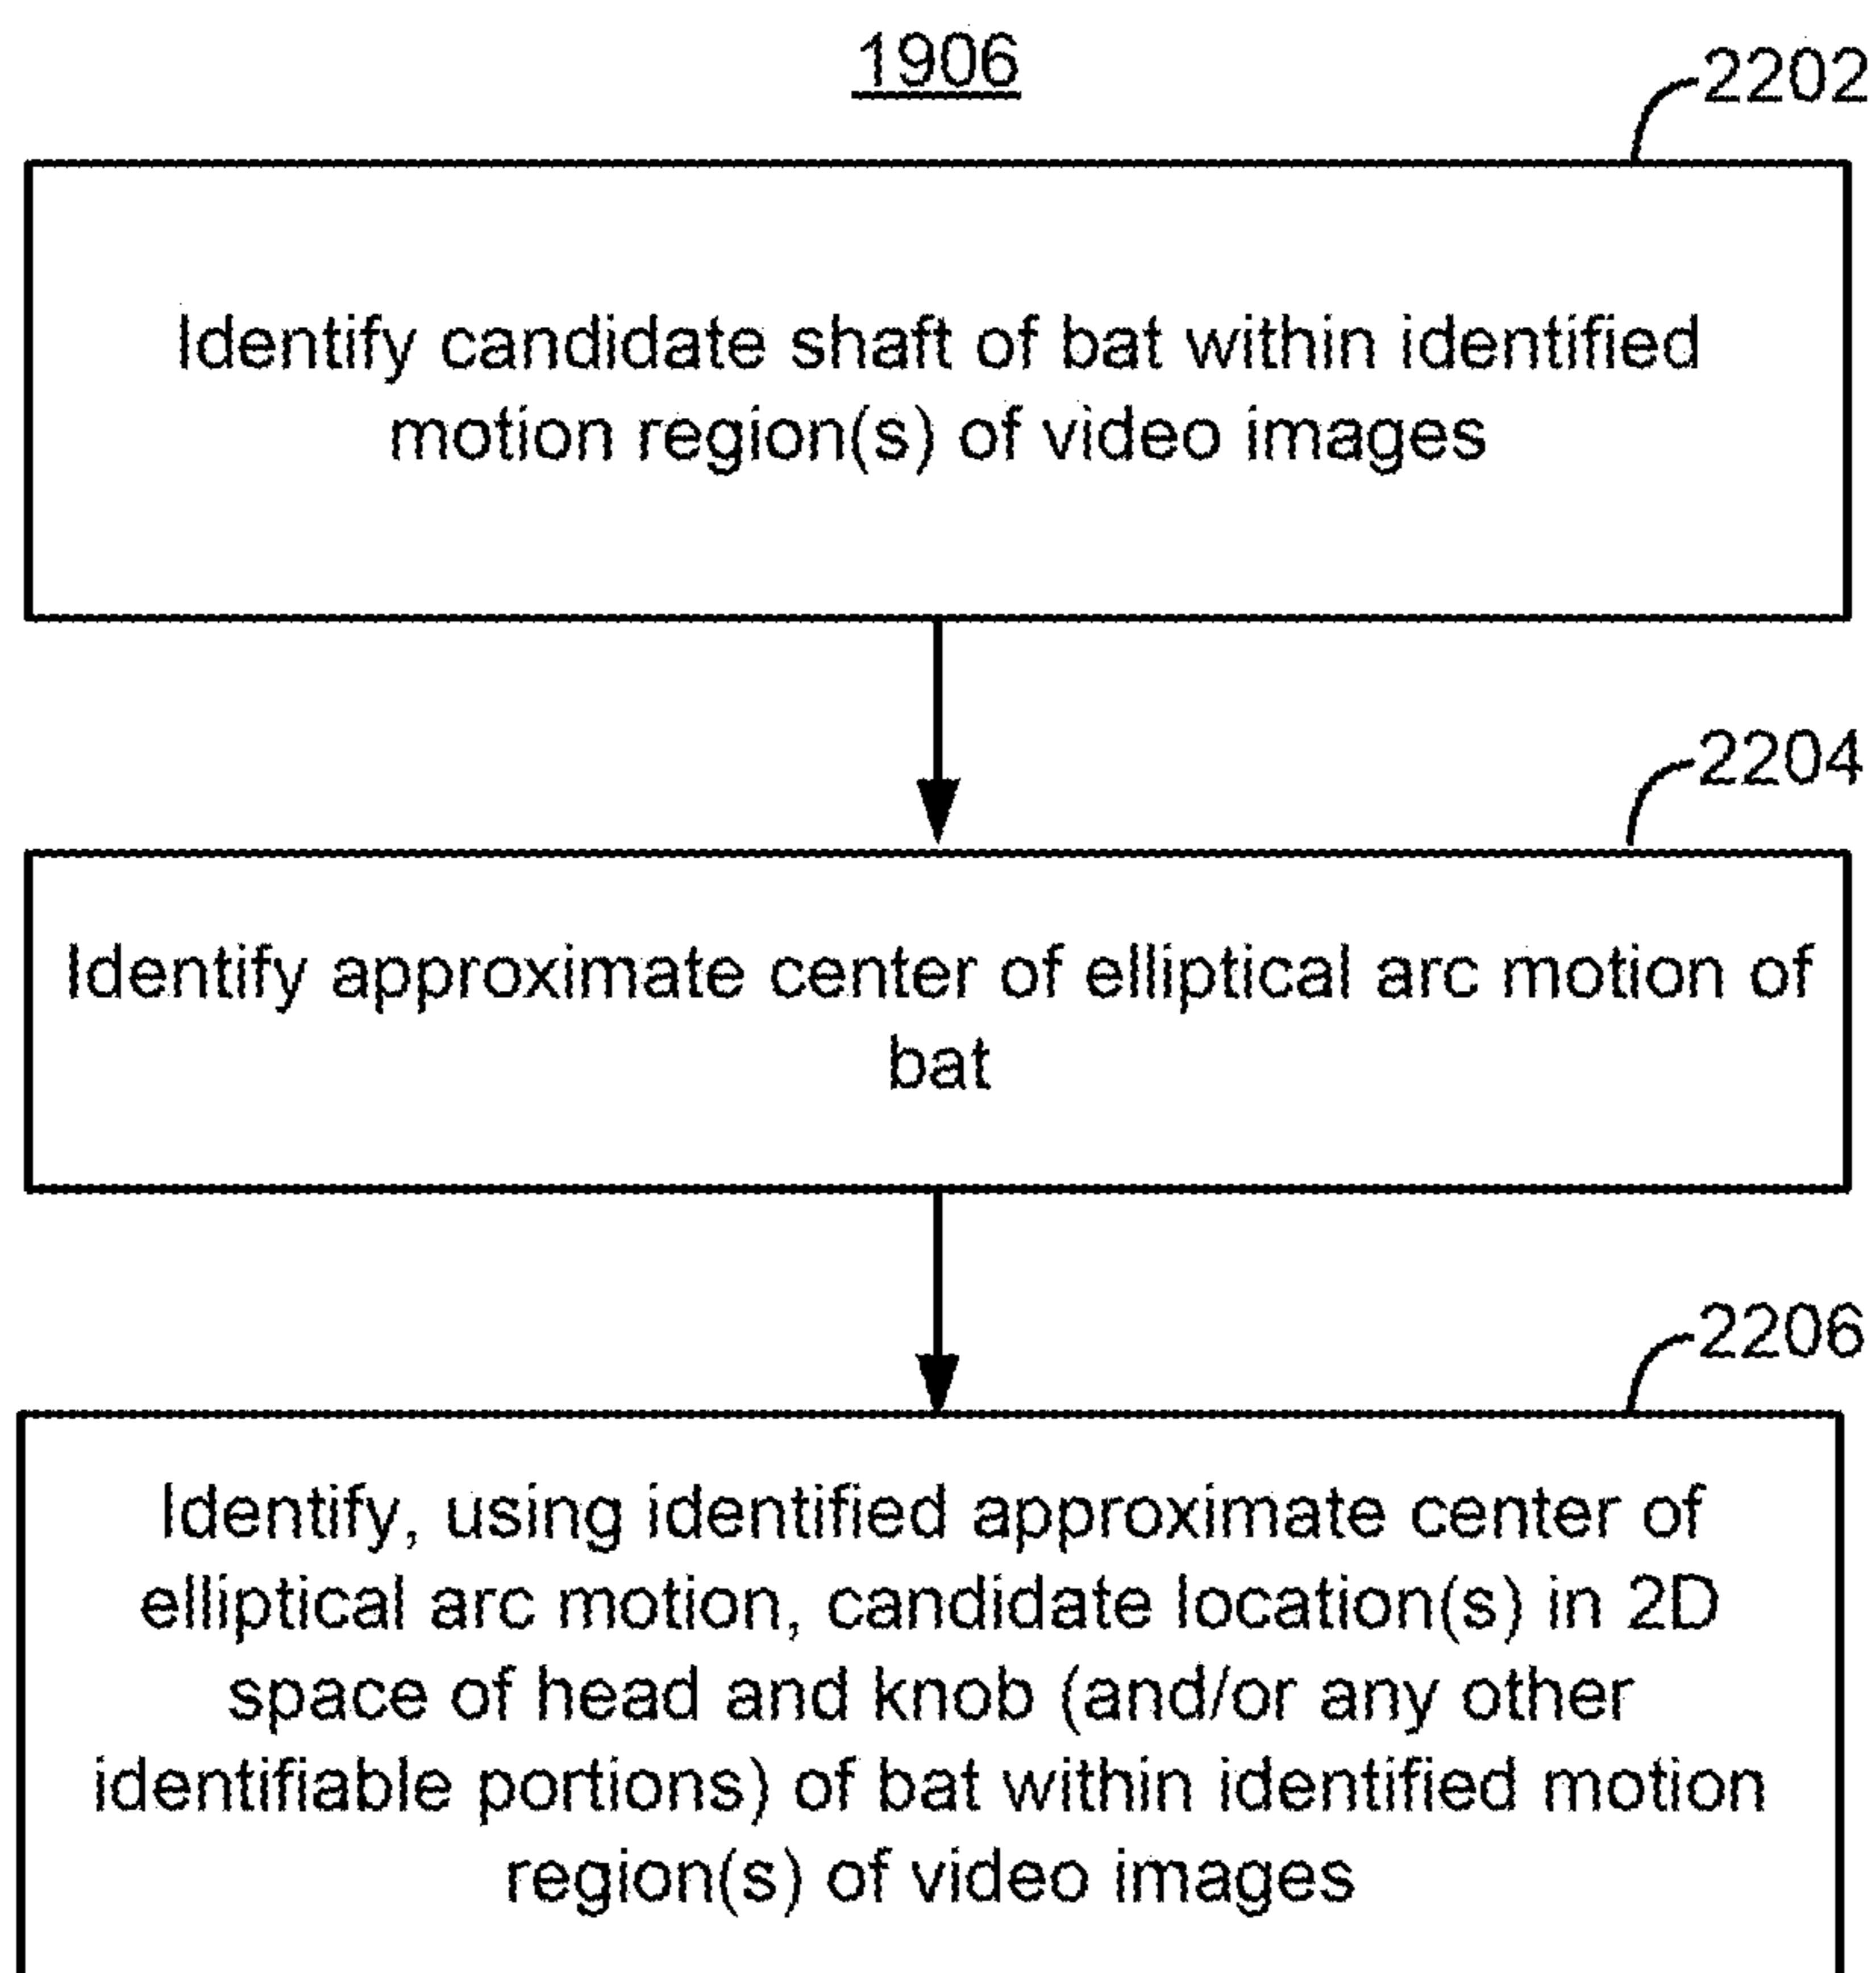 1906
2202
Identify candidate shaft of bat within identified
motion region(s) of video images
2204
Identify approximate center of elliptical arc motion of
bat
2206
Identify, using identified approximate center of
elliptical arc motion, candidate location(s) in 2D
space of head and knob (and/or any other
identifiable portions) of bat within identified motion
region(s) of video images